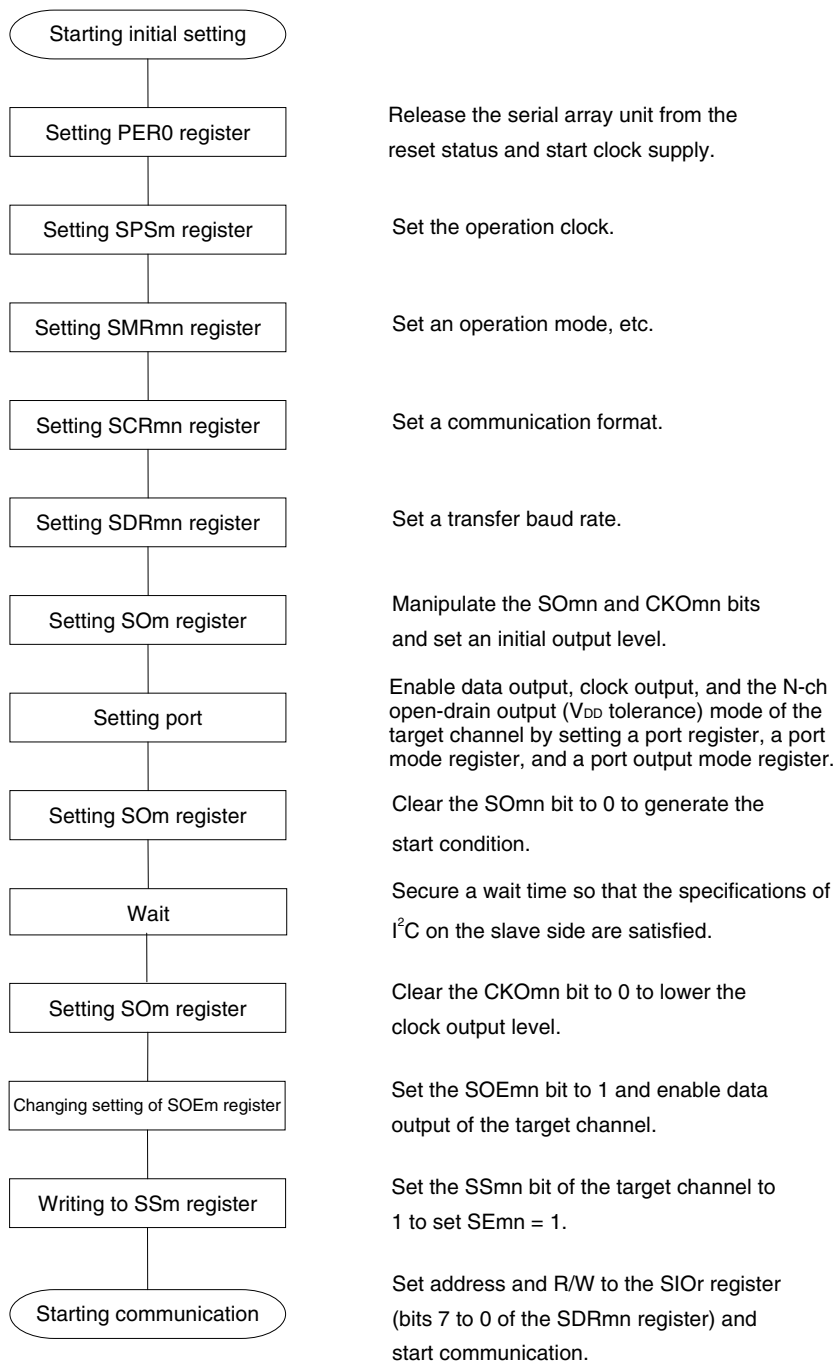 Starting initial setting
Setting PER0 register
Release the serial array unit from the
reset status and start clock supply.
Setting SPSm register
Set the operation clock.
Setting SMRmn register
Set an operation mode, etc.
Setting SCRmn register
Set a communication format.
Setting SDRmn register
Set a transfer baud rate.
Setting SOm register
Manipulate the SOmn and CKOmn bits
and set an initial output level.
Setting port
Enable data output, clock output, and the N-ch
open-drain output (VDD tolerance) mode of the
target channel by setting a port register, a port
mode register, and a port output mode register.
Setting SOm register
Clear the SOmn bit to 0 to generate the
start condition.
Wait
Secure a wait time so that the specifications of
I²C on the slave side are satisfied.
Setting SOm register
Clear the CKOmn bit to 0 to lower the
clock output level.
Changing setting of SOEm register
Set the SOEmn bit to 1 and enable data
output of the target channel.
Writing to SSm register
Set the SSmn bit of the target channel to
1 to set SEmn = 1.
Starting communication
Set address and R/W to the SIOr register
(bits 7 to 0 of the SDRmn register) and
start communication.